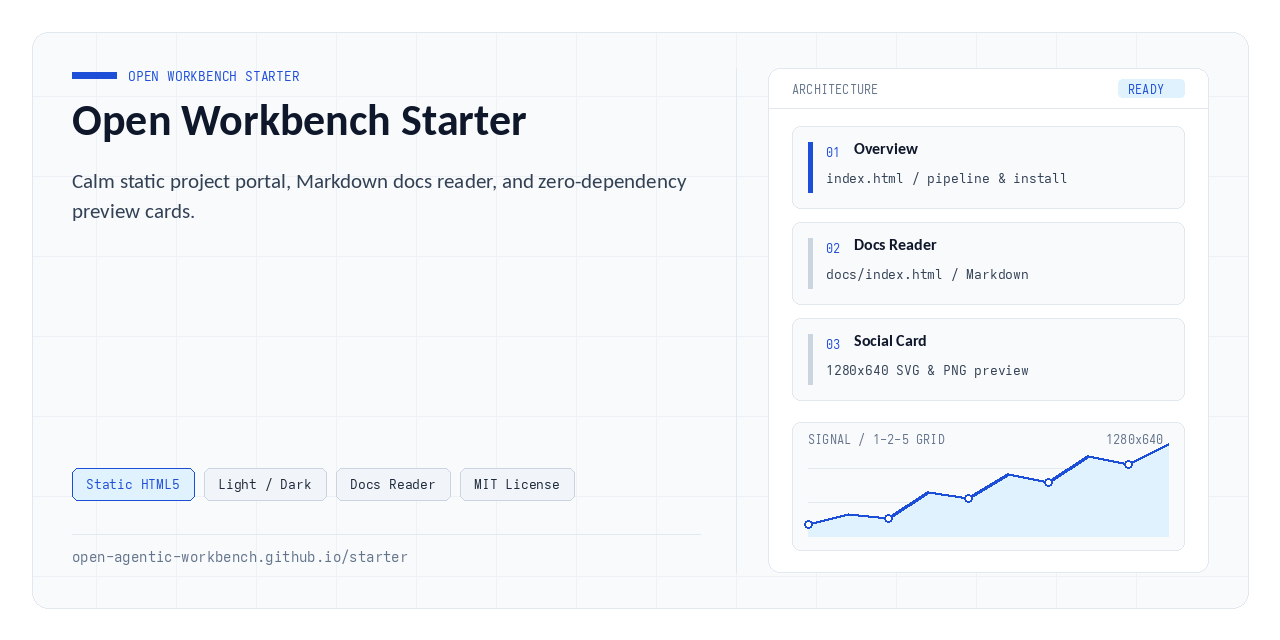 OPEN WORKBENCH STARTER
Open Workbench Starter
Calm static project portal, Markdown docs reader, and zero-dependency
preview cards.
Static HTML5
Light / Dark
Docs Reader
MIT License
open-agentic-workbench.github.io/starter
ARCHITECTURE
READY
01 Overview
index.html / pipeline & install
02 Docs Reader
docs/index.html / Markdown
03 Social Card
1280x640 SVG & PNG preview
SIGNAL / 1-2-5 GRID
1280x640